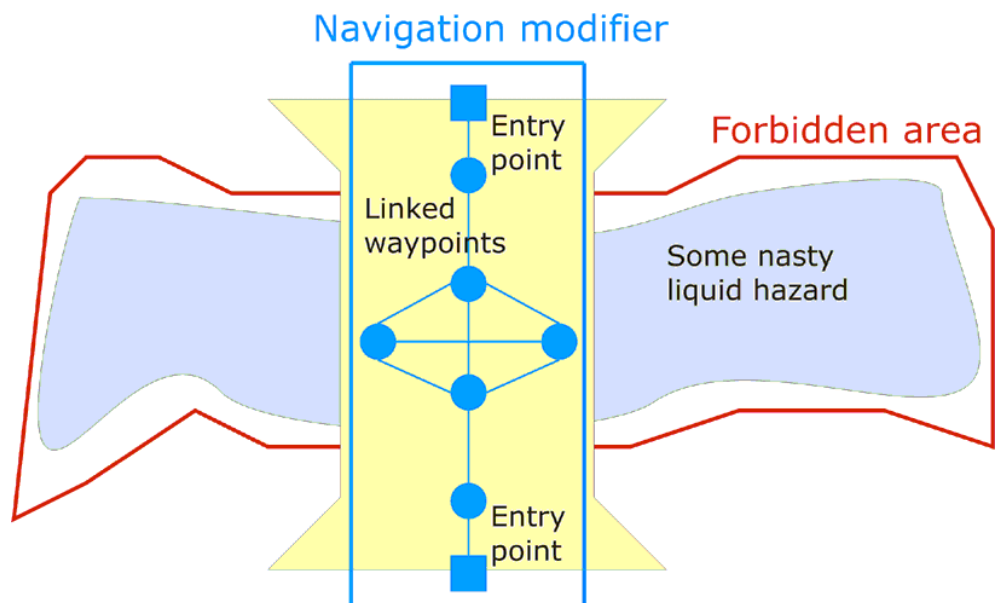 Navigation modifier
Entry
point
Forbidden area
Linked
waypoints
Some nasty
liquid hazard
Entry
point